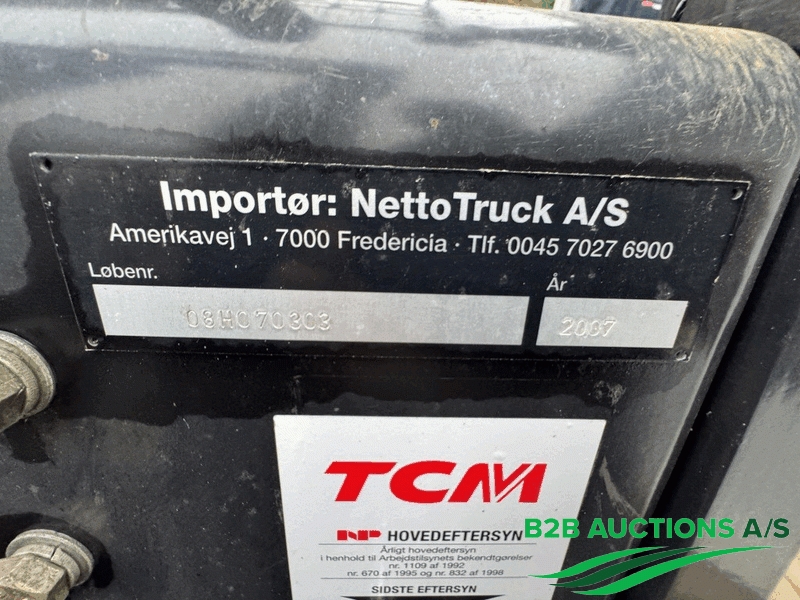 Importør: NettoTruck A/S
Amerikavej 1 · 7000 Fredericia · Tlf. 0045 7027 6900
Løbenr. År
08H070303 2007
TCM
NP HOVEDEFTERSYN
Årligt hovedeftersyn
i henhold til Arbejdstilsynets bekendtgørelser
nr. 1109 af 1992
nr. 670 af 1995 og nr. 832 af 1998
SIDSTE EFTERSYN
B2B AUCTIONS A/S